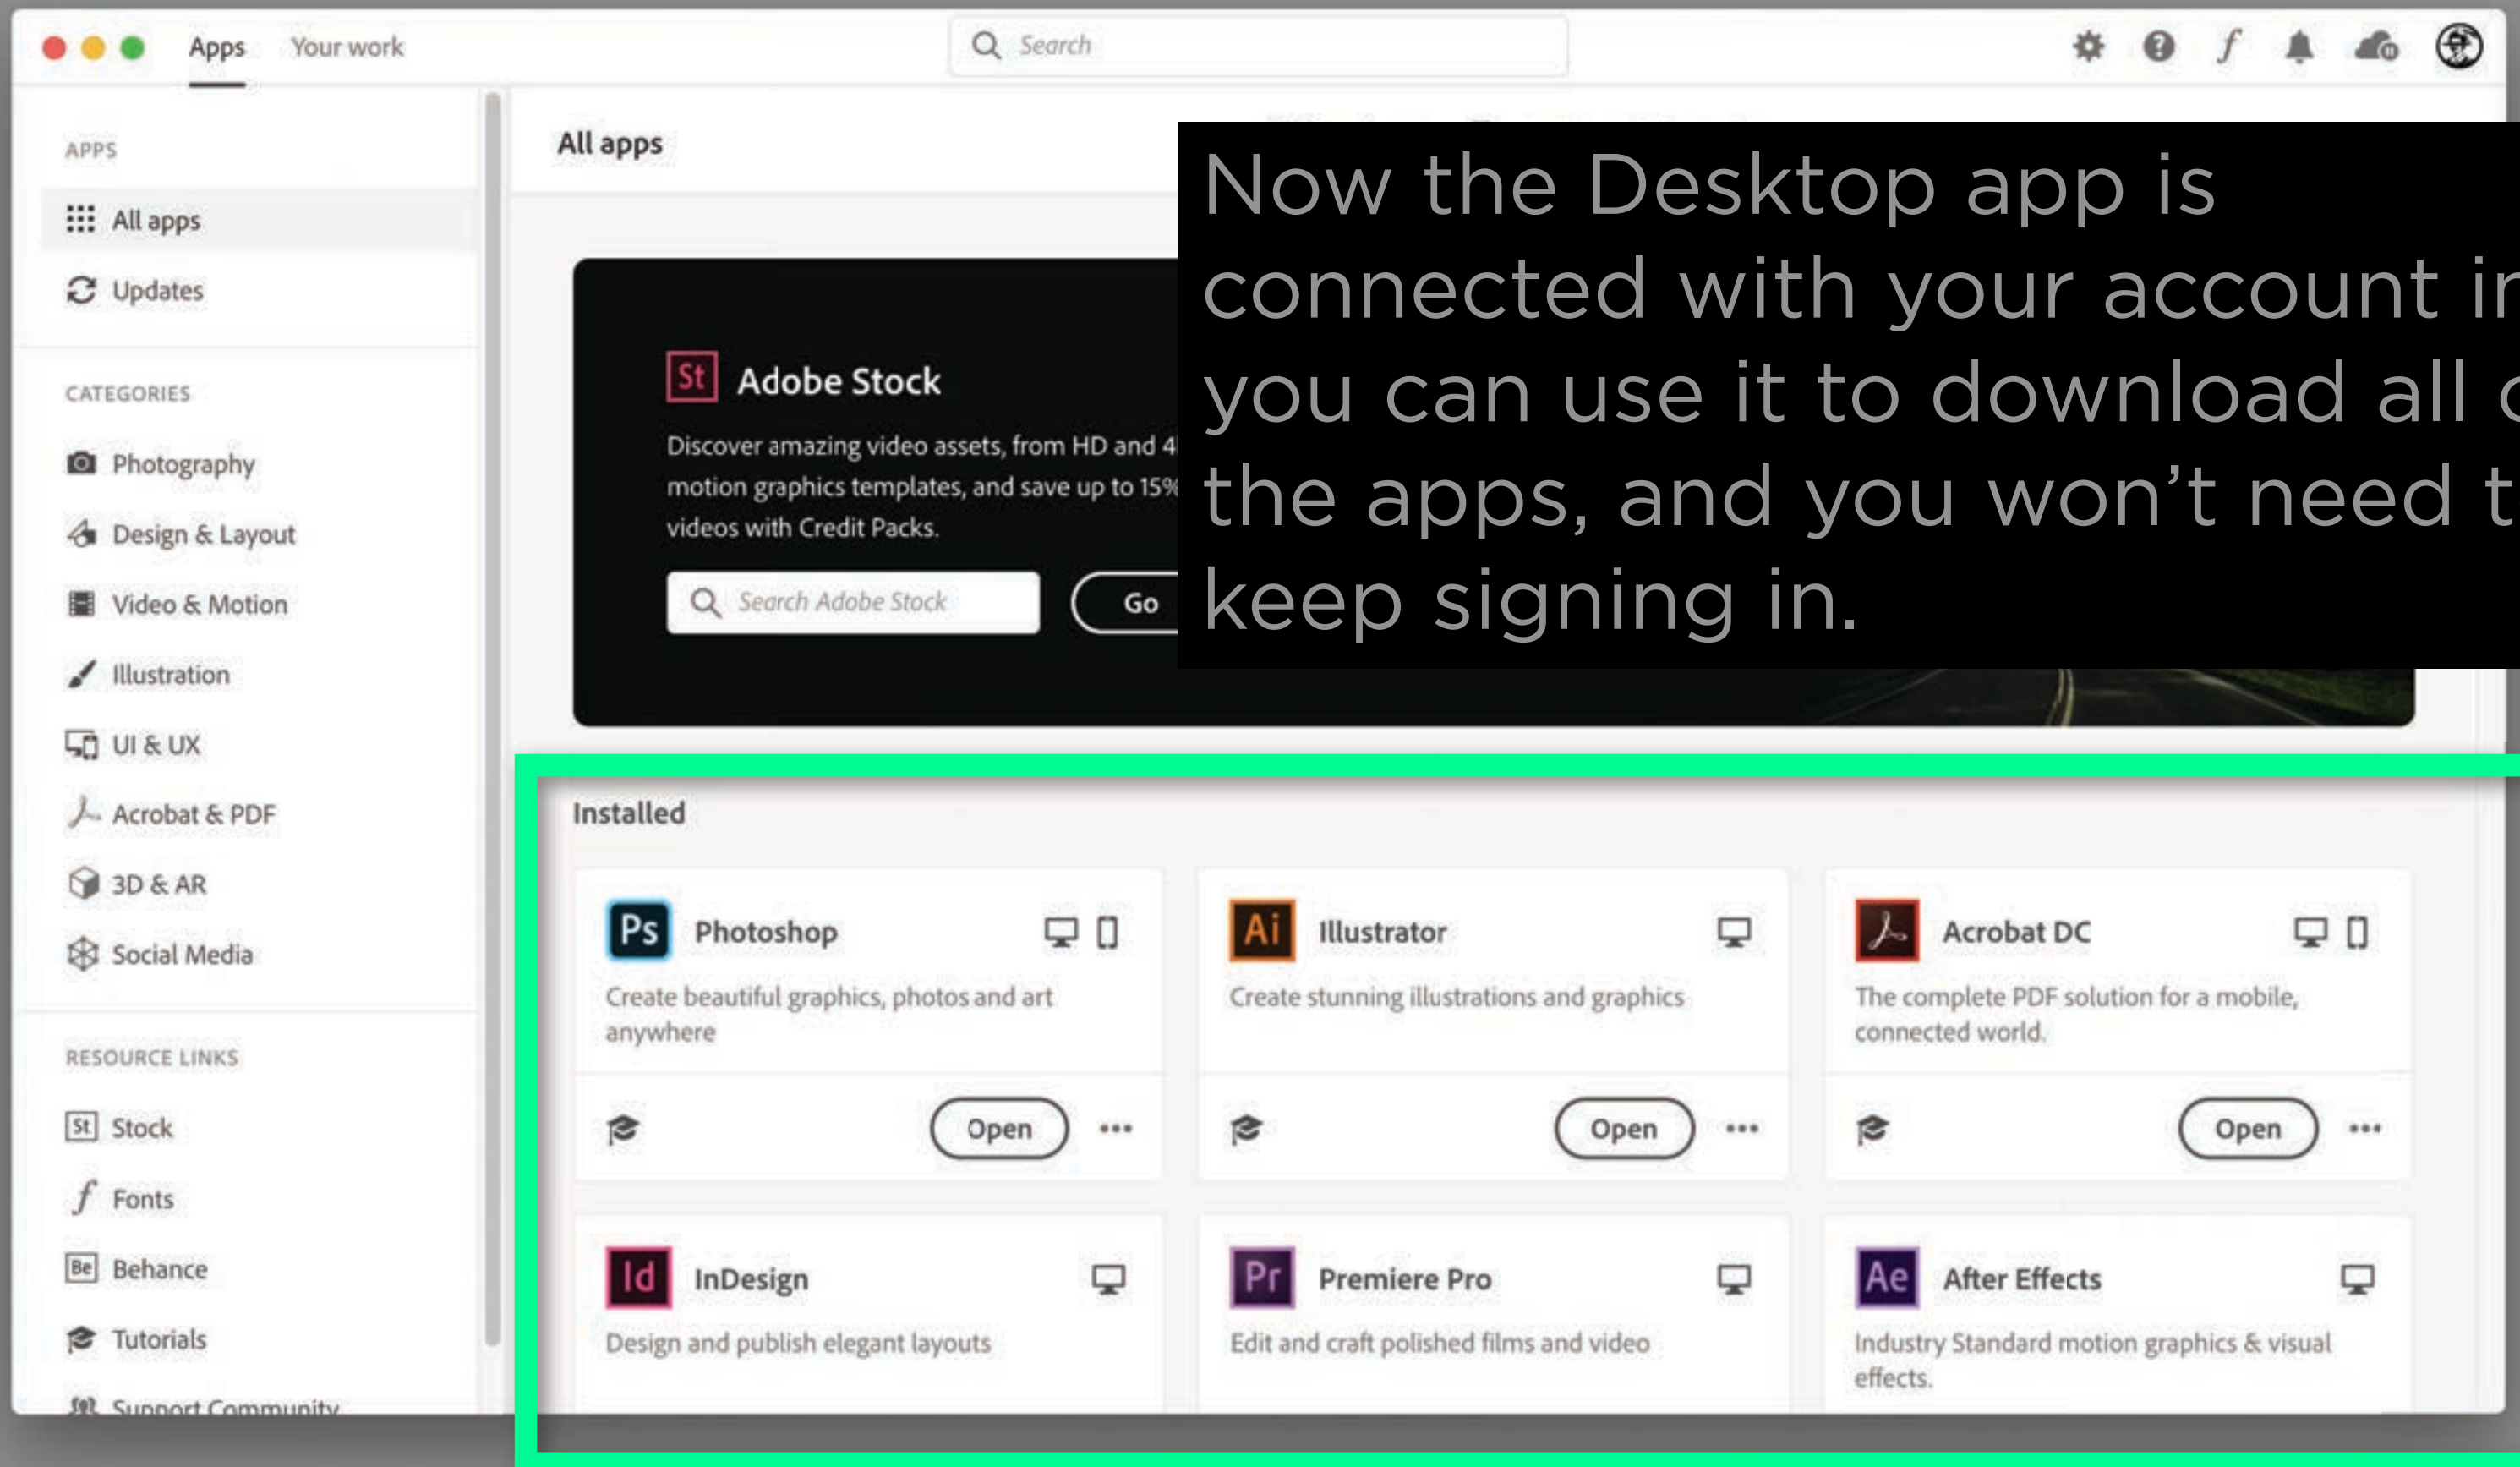 Apps Your work Search
APPS
All apps
Updates
CATEGORIES
Photography
Design & Layout
Video & Motion
Illustration
UI & UX
Acrobat & PDF
3D & AR
Social Media
RESOURCE LINKS
St Stock
Fonts
Be Behance
Tutorials
Support Community
All apps
St Adobe Stock
Discover amazing video assets, from HD and
motion graphics templates, and save up to 15%
videos with Credit Packs.
Search Adobe Stock Go
Now the Desktop app is
connected with your account
you can use it to download all
the apps, and you won’t need
keep signing in.
Installed
Ps Photoshop
Create beautiful graphics, photos and art
anywhere
Open
Ai Illustrator
Create stunning illustrations and graphics
Open
Acrobat DC
The complete PDF solution for a mobile,
connected world.
Open
Id InDesign
Design and publish elegant layouts
Pr Premiere Pro
Edit and craft polished films and video
Ae After Effects
Industry Standard motion graphics & visual
effects.